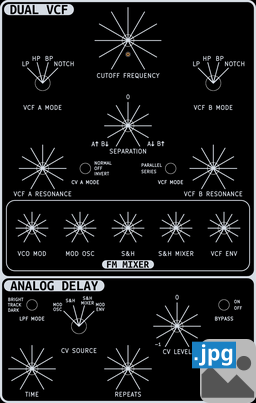 DUAL VCF
HP BP
LP NOTCH
HP BP
LP NOTCH
CUTOFF FREQUENCY
VCF A MODE
VCF B MODE
0
A↑ B↓ A↓ B↑
SEPARATION
NORMAL
OFF
INVERT
CV A MODE
PARALLEL
SERIES
VCF MODE
VCF A RESONANCE
VCF B RESONANCE
VCO MOD
MOD OSC
S&H
S&H MIXER
VCF ENV
FM MIXER
ANALOG DELAY
BRIGHT
TRACK
DARK
LPF MODE
MOD
OSC
S&H
S&H
MIXER
MOD
ENV
CV SOURCE
0
-1
CV LEVEL
ON
OFF
BYPASS
TIME
REPEATS
.jpg